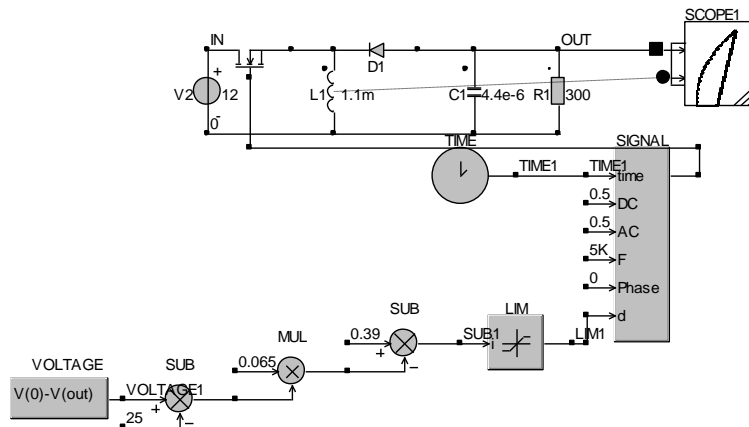 SCOPE1
IN
OUT
D1
V2
+
12
L1
1.1m
C1
4.4e-6
R1
300
0
-
TIME
SIGNAL
TIME1
TIME1
time
0.5
DC
0.5
AC
5K
F
0
Phase
d
SUB
LIM
0.39
MUL
+
−
SUB1
i
LIM1
VOLTAGE
SUB
0.065
V(0)-V(out)
VOLTAGE1
+
25
−